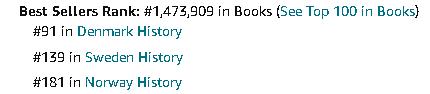 Best Sellers Rank: #1,473,909 in Books (See Top 100 in Books)
#91 in Denmark History
#139 in Sweden History
#181 in Norway History